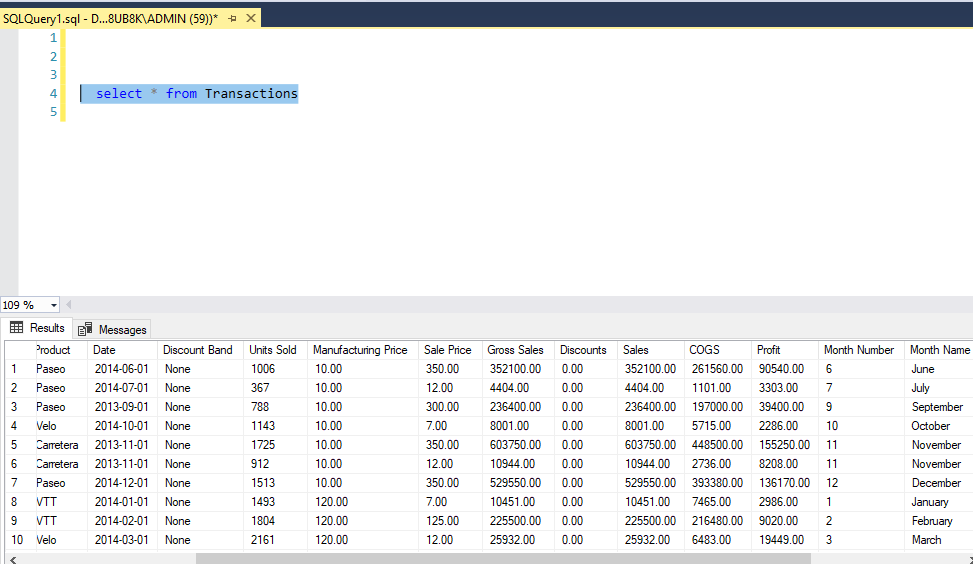 SQLQuery1.sql - D...8UB8K\ADMIN (59))*
1
2
3
4 select * from Transactions
5
109 %
Results Messages
Product Date Discount Band Units Sold Manufacturing Price Sale Price Gross Sales Discounts Sales COGS Profit Month Number Month Name
1 Paseo 2014-06-01 None 1006 10.00 350.00 352100.00 0.00 352100.00 261560.00 90540.00 6 June
2 Paseo 2014-07-01 None 367 10.00 12.00 4404.00 0.00 4404.00 1101.00 3303.00 7 July
3 Paseo 2013-09-01 None 788 10.00 300.00 236400.00 0.00 236400.00 197000.00 39400.00 9 September
4 Velo 2014-10-01 None 1143 10.00 7.00 8001.00 0.00 8001.00 5715.00 2286.00 10 October
5 Carretera 2013-11-01 None 1725 10.00 350.00 603750.00 0.00 603750.00 448500.00 155250.00 11 November
6 Carretera 2013-11-01 None 912 10.00 12.00 10944.00 0.00 10944.00 2736.00 8208.00 11 November
7 Paseo 2014-12-01 None 1513 10.00 350.00 529550.00 0.00 529550.00 393380.00 136170.00 12 December
8 VTT 2014-01-01 None 1493 120.00 7.00 10451.00 0.00 10451.00 7465.00 2986.00 1 January
9 VTT 2014-02-01 None 1804 120.00 125.00 225500.00 0.00 225500.00 216480.00 9020.00 2 February
10 Velo 2014-03-01 None 2161 120.00 12.00 25932.00 0.00 25932.00 6483.00 19449.00 3 March